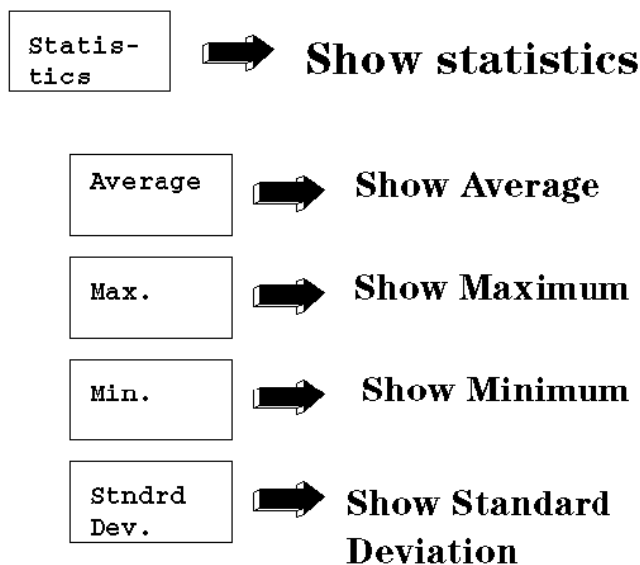 Statis-
tics
Show statistics
Average
Show Average
Max.
Show Maximum
Min.
Show Minimum
Stndrd
Dev.
Show Standard
Deviation